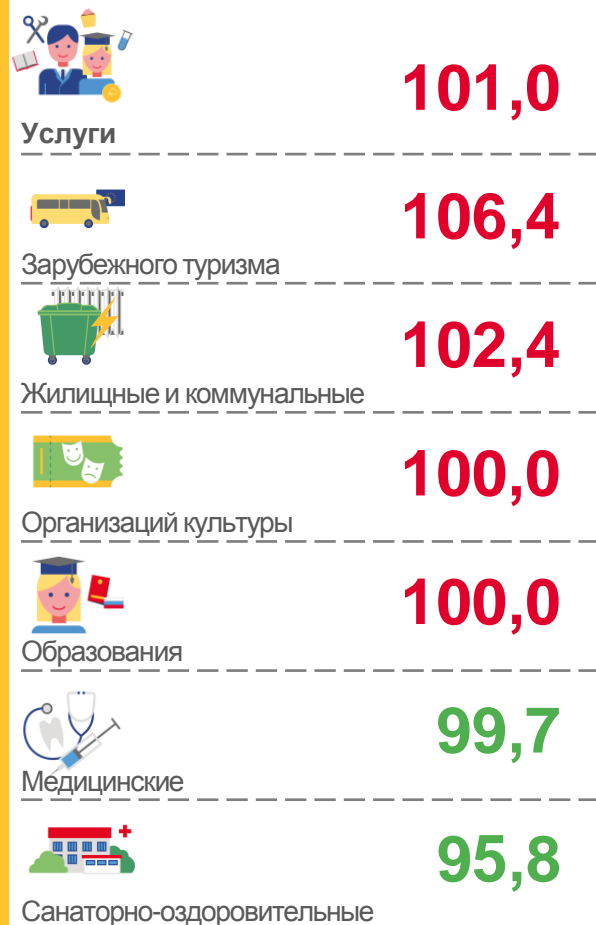 101,0
Услуги
106,4
Зарубежного туризма
102,4
Жилищные и коммунальные
100,0
Организаций культуры
100,0
Образования
99,7
Медицинские
95,8
Санаторно-оздоровительные